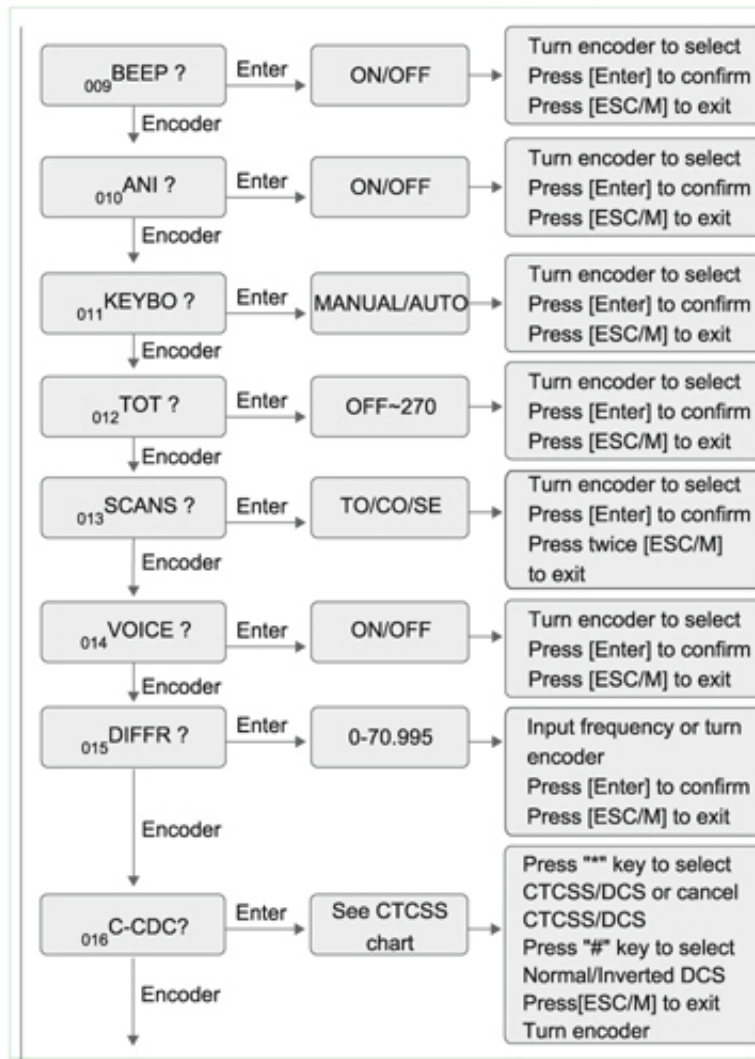 009BEEP ?
Enter
ON/OFF
Turn encoder to select
Press [Enter] to confirm
Press [ESC/M] to exit
Encoder
010ANI ?
Enter
ON/OFF
Turn encoder to select
Press [Enter] to confirm
Press [ESC/M] to exit
Encoder
011KEYBO ?
Enter
MANUAL/AUTO
Turn encoder to select
Press [Enter] to confirm
Press [ESC/M] to exit
Encoder
012TOT ?
Enter
OFF~270
Turn encoder to select
Press [Enter] to confirm
Press [ESC/M] to exit
Encoder
013SCANS ?
Enter
TO/CO/SE
Turn encoder to select
Press [Enter] to confirm
Press twice [ESC/M]
to exit
Encoder
014VOICE ?
Enter
ON/OFF
Turn encoder to select
Press [Enter] to confirm
Press [ESC/M] to exit
Encoder
015DIFFR ?
Enter
0-70.995
Input frequency or turn
encoder
Press [Enter] to confirm
Press [ESC/M] to exit
Encoder
016C-CDC?
Enter
See CTCSS
chart
Press "*" key to select
CTCSS/DCS or cancel
CTCSS/DCS
Press "#" key to select
Normal/Inverted DCS
Press[ESC/M] to exit
Turn encoder
Encoder